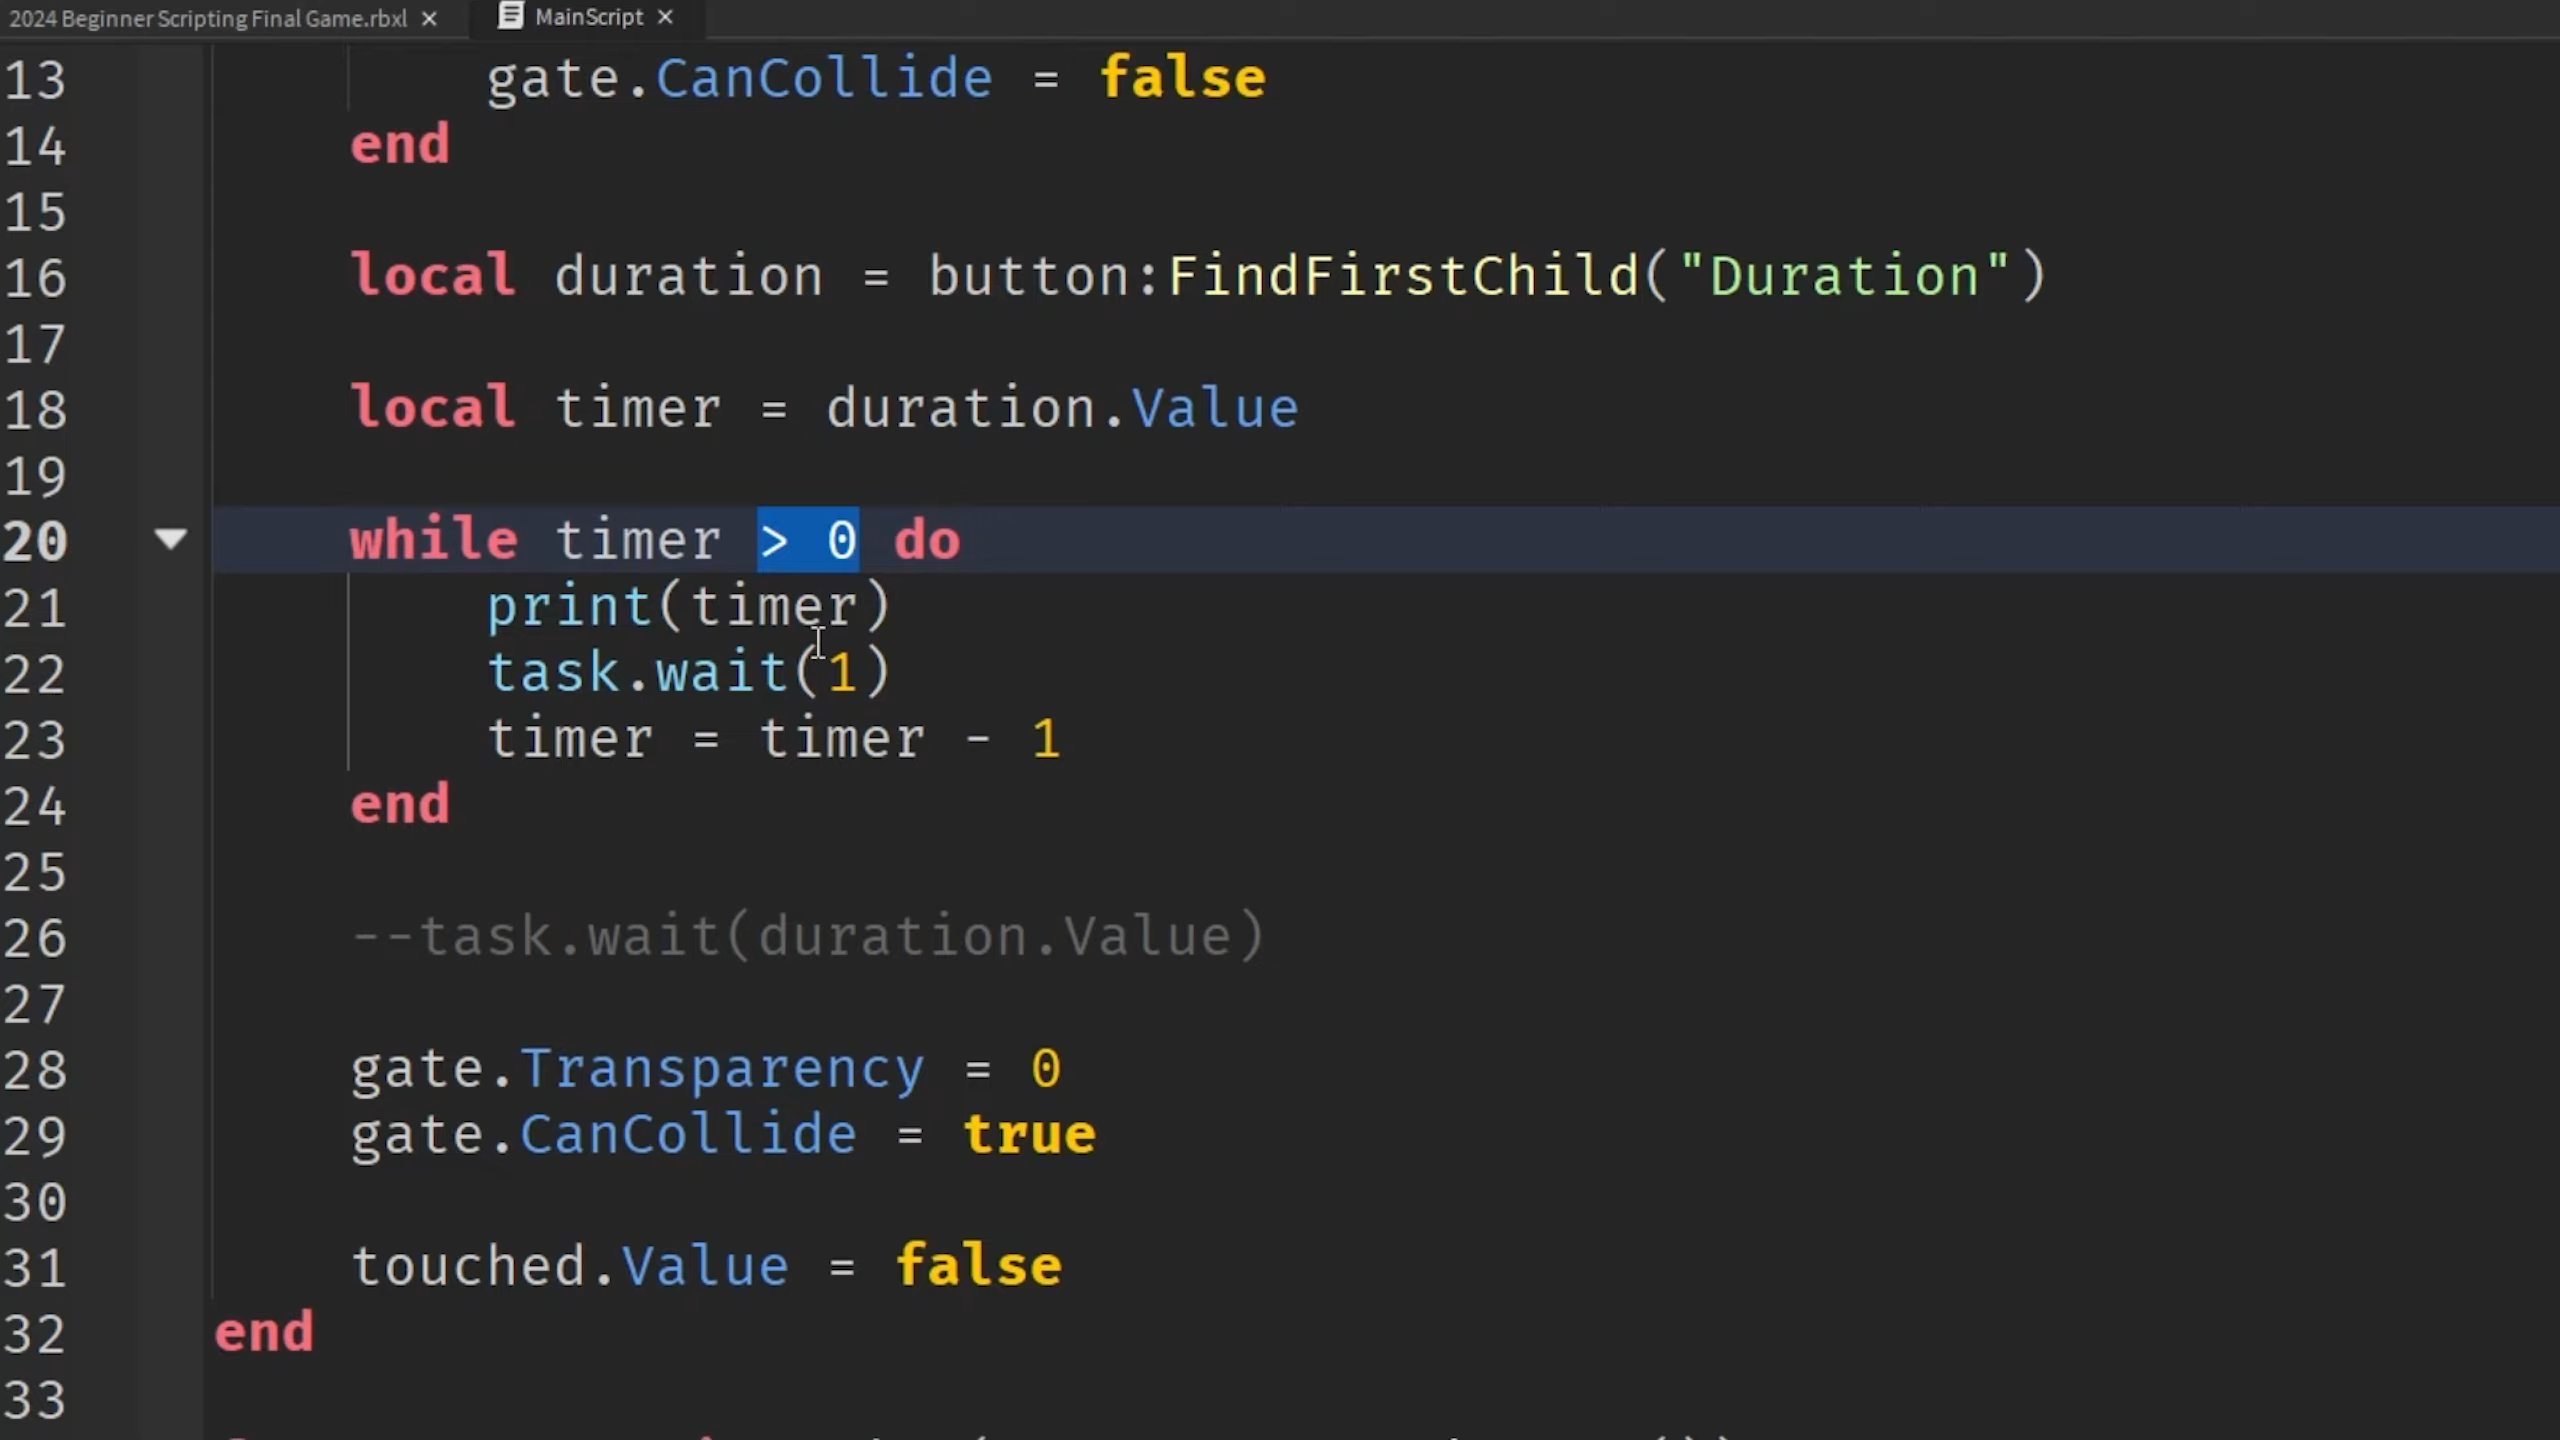 2024 Beginner Scripting Final Game.rbxl × MainScript ×
13 gate.CanCollide = false
14 end
15
16 local duration = button:FindFirstChild("Duration")
17
18 local timer = duration.Value
19
20 while timer > 0 do
21 print(timer)
22 task.wait(1)
23 timer = timer - 1
24 end
25
26 --task.wait(duration.Value)
27
28 gate.Transparency = 0
29 gate.CanCollide = true
30
31 touched.Value = false
32 end
33